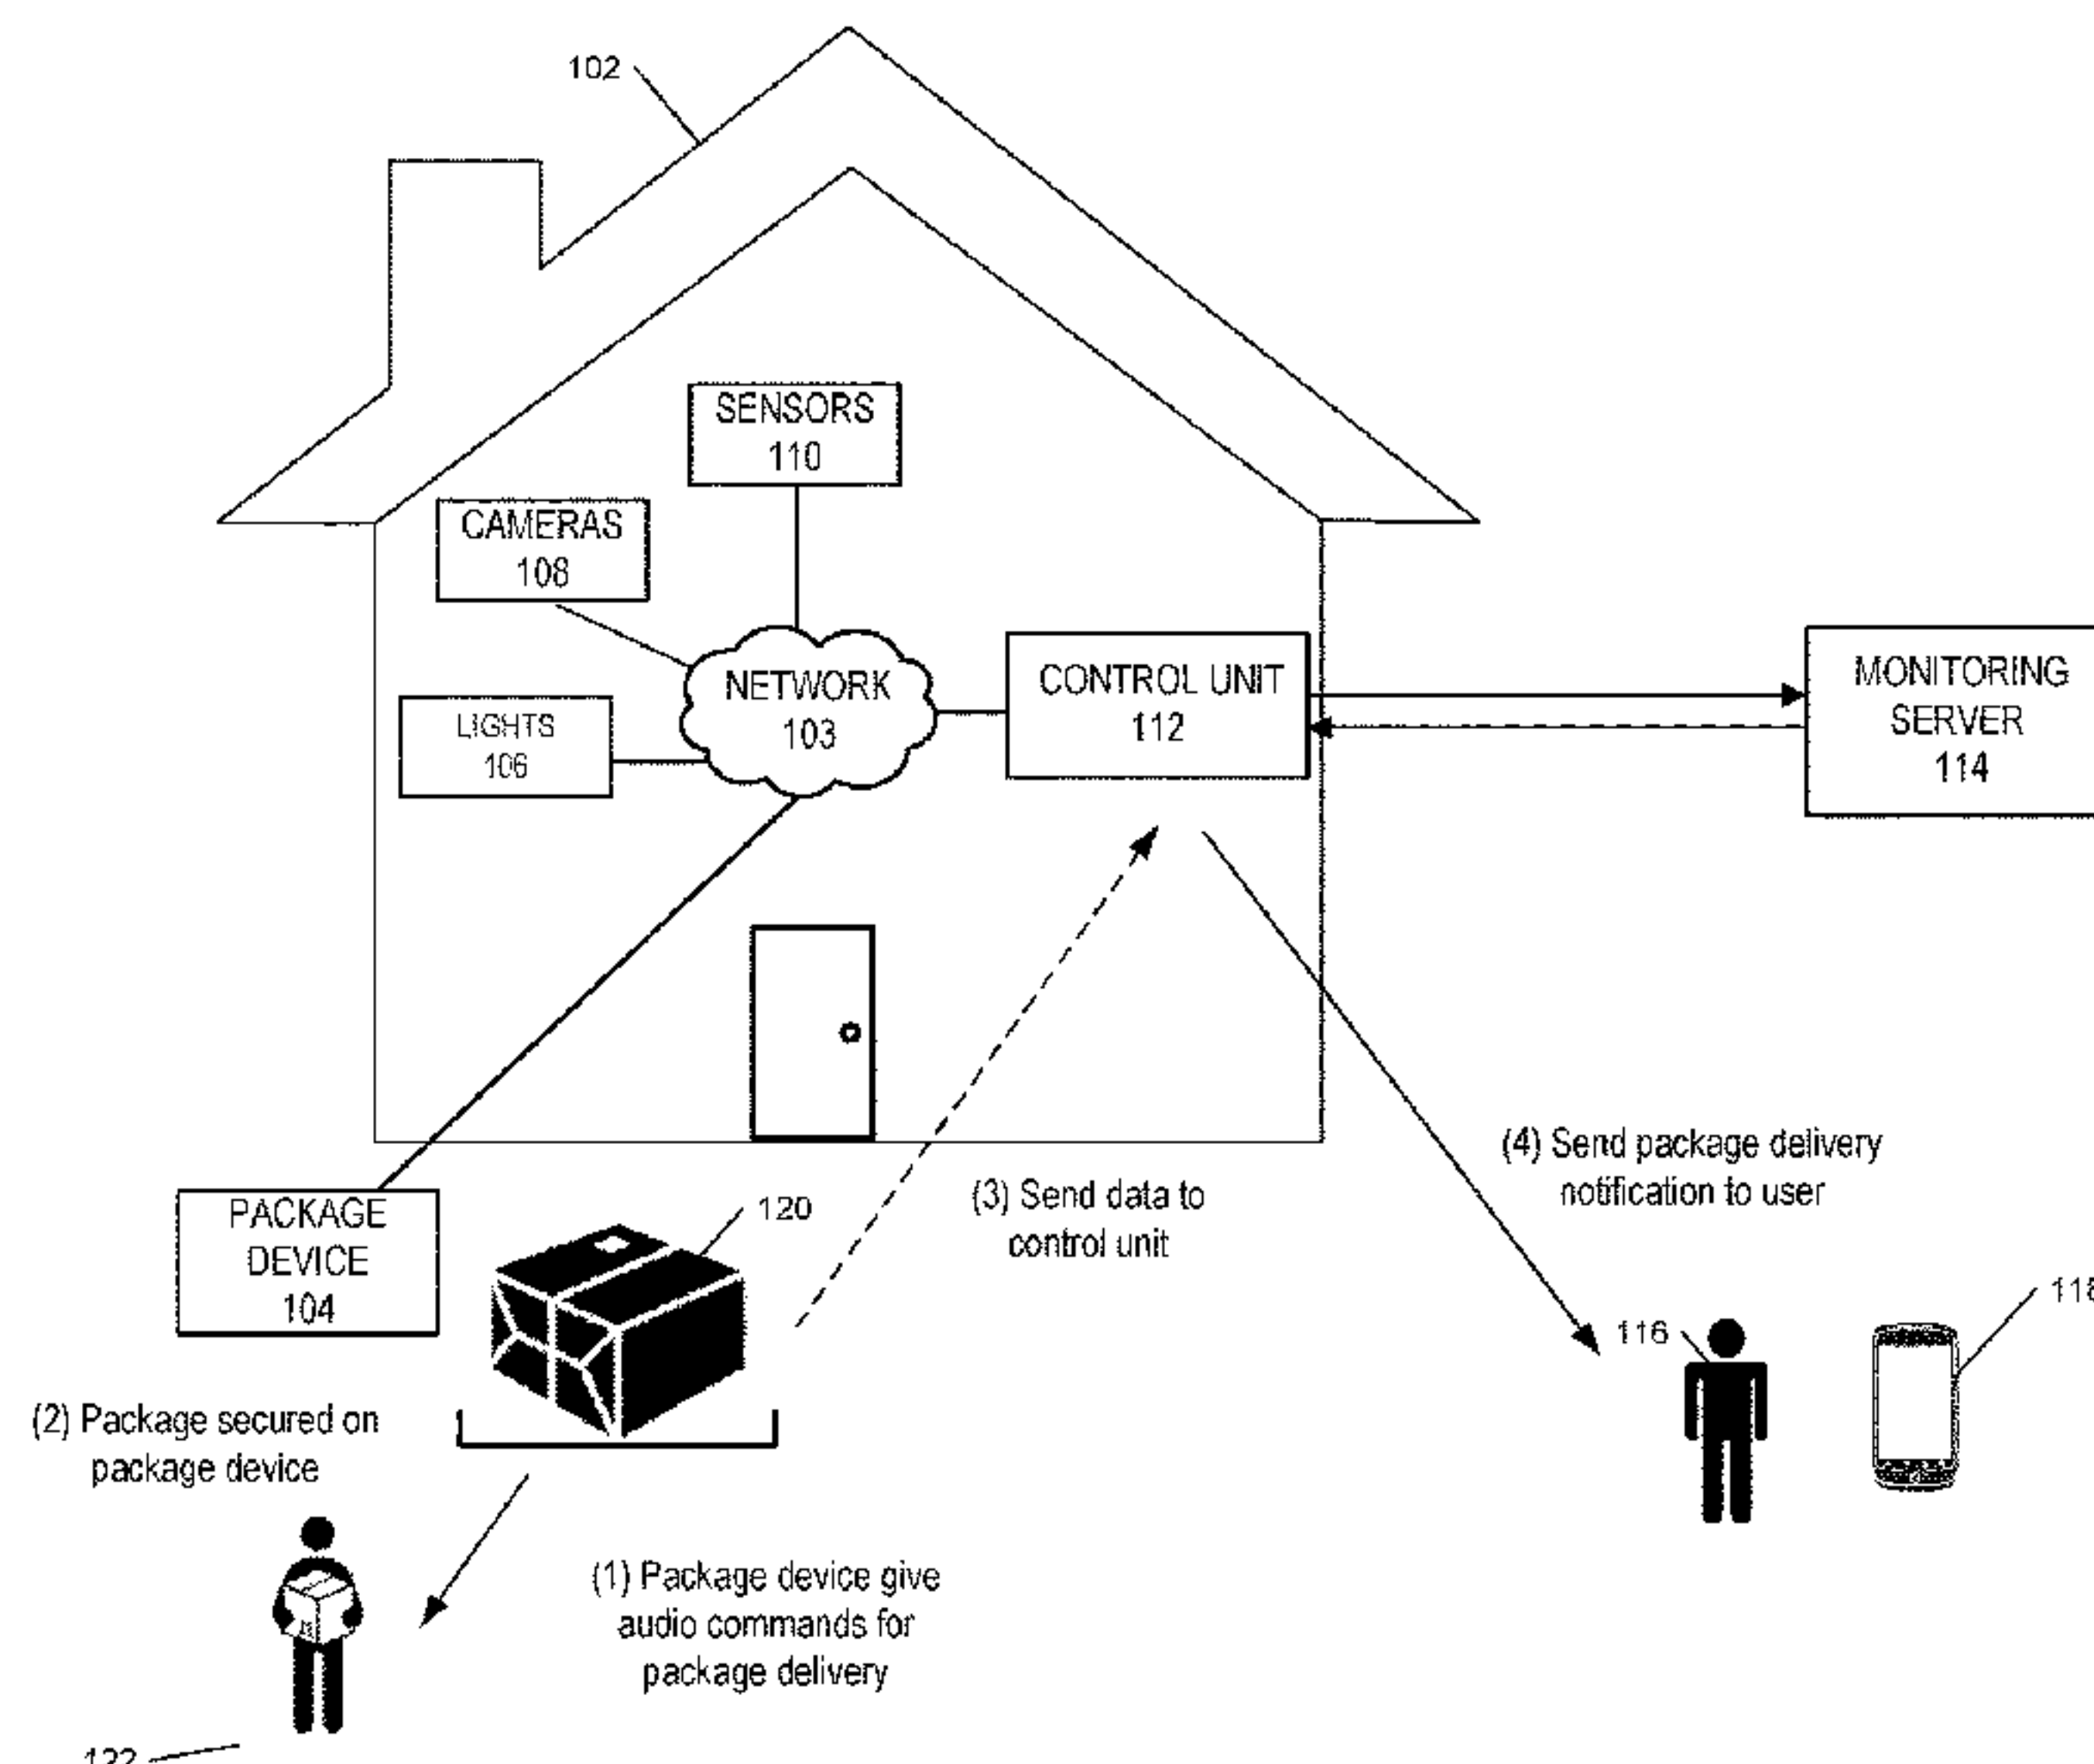 102
SENSORS
110
CAMERAS
108
NETWORK
103
CONTROL UNIT
112
MONITORING
SERVER
114
LIGHTS
106
(4) Send package delivery
notification to user
PACKAGE
DEVICE
104
120
(3) Send data to
control unit
116
118
(2) Package secured on
package device
(1) Package device give
audio commands for
package delivery
122